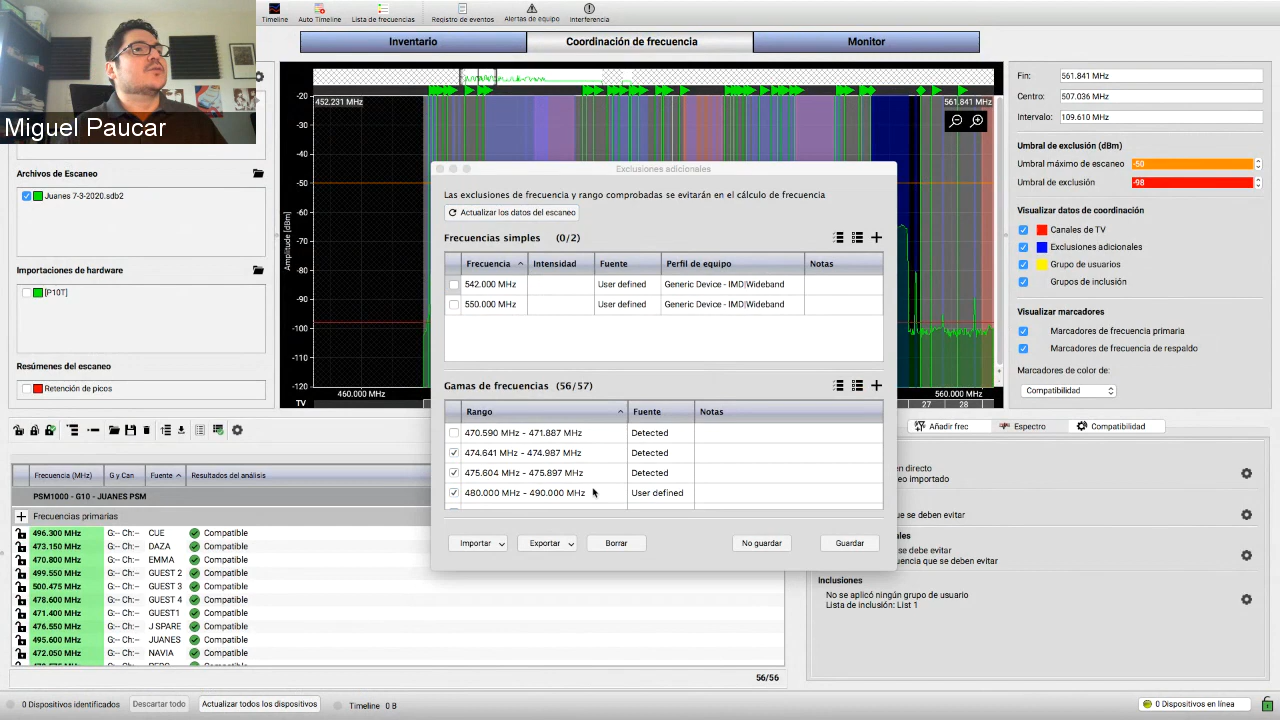 Timeline
Auto Timeline
Lista de frecuencias
Registro de eventos
Alertas de equipo
Interferencia
Inventario
Coordinación de frecuencia
Monitor
Miguel Paucar
Archivos de Escaneo
Juanes 7-3-2020.sdb2
Importaciones de hardware
[P10T]
Resúmenes del escaneo
Retención de picos
452.231 MHz
561.841 MHz
-20
-30
-40
-50
-60
-70
-80
-90
-100
-110
-120
Amplitude [dBm]
TV
460.000 MHz
560.000 MHz
27
28
Fin:
561.841 MHz
Centro:
507.036 MHz
Intervalo:
109.610 MHz
Umbral de exclusión (dBm)
Umbral máximo de escaneo
-50
Umbral de exclusión
-98
Visualizar datos de coordinación
Canales de TV
Exclusiones adicionales
Grupo de usuarios
Grupos de inclusión
Visualizar marcadores
Marcadores de frecuencia primaria
Marcadores de frecuencia de respaldo
Marcadores de color de:
Compatibilidad
Exclusiones adicionales
Las exclusiones de frecuencia y rango comprobadas se evitarán en el cálculo de frecuencia
Actualizar los datos del escaneo
Frecuencias simples (0/2)
Frecuencia Intensidad Fuente Perfil de equipo Notas
542.000 MHz User defined Generic Device - IMD|Wideband
550.000 MHz User defined Generic Device - IMD|Wideband
Gamas de frecuencias (56/57)
Rango Fuente Notas
470.590 MHz - 471.887 MHz Detected
474.641 MHz - 474.987 MHz Detected
475.604 MHz - 475.897 MHz Detected
480.000 MHz - 490.000 MHz User defined
Importar
Exportar
Borrar
No guardar
Guardar
Frecuencia (MHz) G y Can Fuente Resultados del análisis
PSM1000 - G10 - JUANES PSM
Frecuencias primarias
496.300 MHz G:-- Ch:-- CUE Compatible
473.150 MHz G:-- Ch:-- DAZA Compatible
470.800 MHz G:-- Ch:-- EMMA Compatible
499.550 MHz G:-- Ch:-- GUEST 2 Compatible
500.475 MHz G:-- Ch:-- GUEST 3 Compatible
478.600 MHz G:-- Ch:-- GUEST 4 Compatible
471.400 MHz G:-- Ch:-- GUEST1 Compatible
476.550 MHz G:-- Ch:-- J SPARE Compatible
495.600 MHz G:-- Ch:-- JUANES Compatible
472.050 MHz G:-- Ch:-- NAVIA Compatible
56/56
Añadir frec
Espectro
Compatibilidad
en directo
eo importado
ue se deben evitar
ales
se debe evitar
cuencia que se deben evitar
Inclusiones
No se aplicó ningún grupo de usuario
Lista de inclusión: List 1
0 Dispositivos identificados
Descartar todo
Actualizar todos los dispositivos
Timeline 0 B
0 Dispositivos en línea